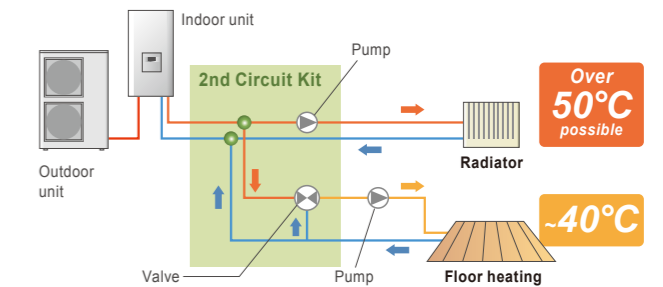 Indoor unit
2nd Circuit Kit
Pump
Over
50°C
possible
Radiator
Outdoor
unit
~40°C
Valve
Pump
Floor heating